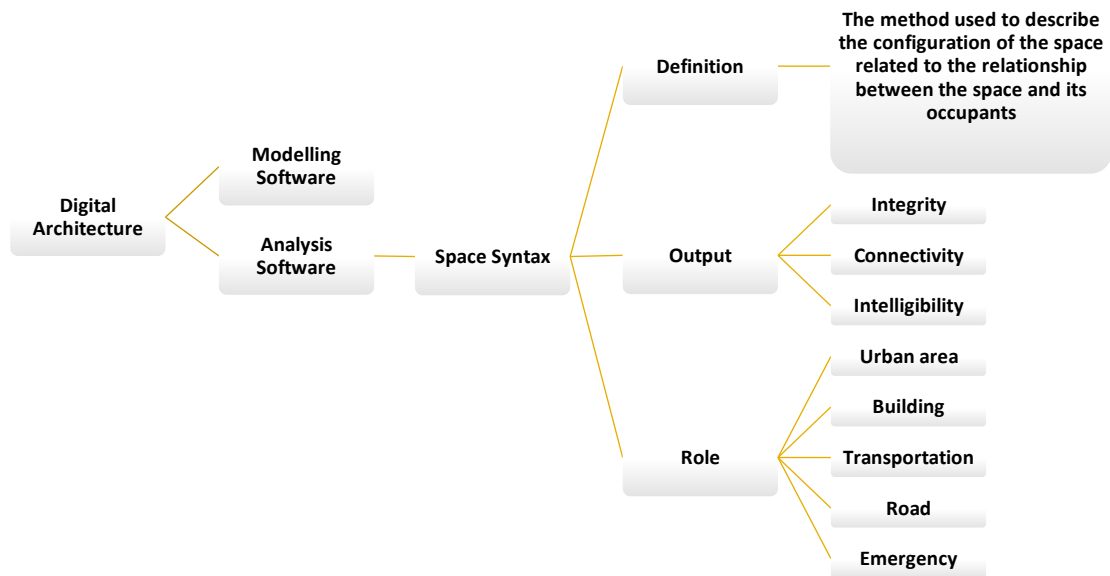 Digital
Architecture
Modelling
Software
Analysis
Software
Space Syntax
Definition
The method used to describe
the configuration of the space
related to the relationship
between the space and its
occupants
Output
Integrity
Connectivity
Intelligibility
Role
Urban area
Building
Transportation
Road
Emergency